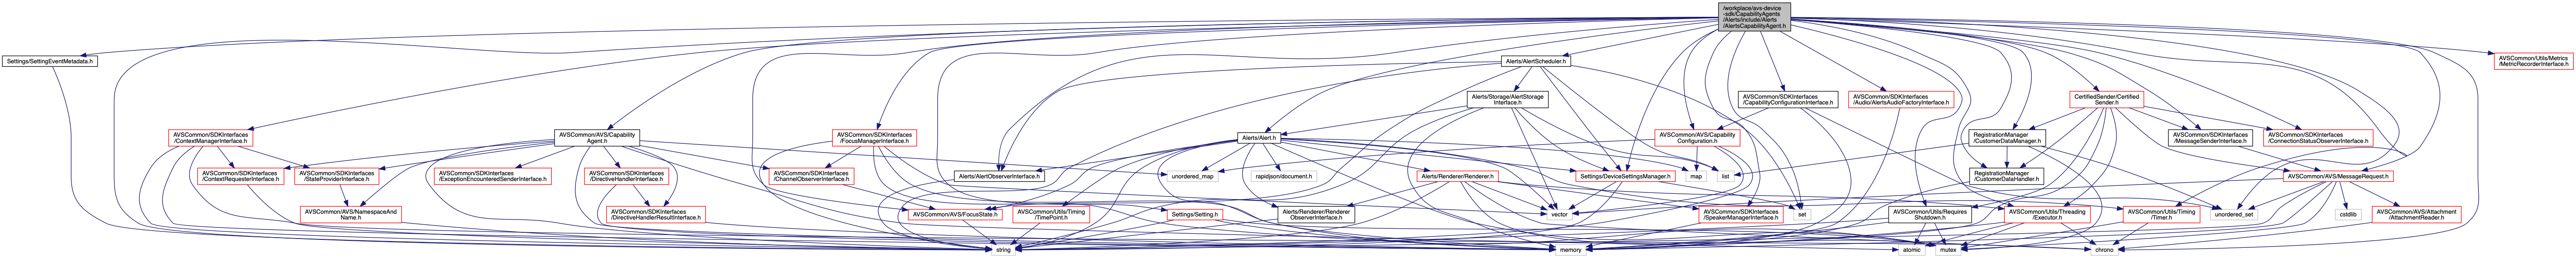 /workplace/avs-device
-sdk/CapabilityAgents
/Alerts/include/Alerts
/AlertsCapabilityAgent.h
Settings/SettingEventMetadata.h
Alerts/AlertScheduler.h
AVSCommon/Utils/Metrics
/MetricRecorderInterface.h
Alerts/Storage/AlertStorage
Interface.h
AVSCommon/SDKInterfaces
/CapabilityConfigurationInterface.h
AVSCommon/SDKInterfaces
/Audio/AlertsAudioFactoryInterface.h
CertifiedSender/Certified
Sender.h
AVSCommon/SDKInterfaces
/ContextManagerInterface.h
AVSCommon/AVS/Capability
Agent.h
AVSCommon/SDKInterfaces
/FocusManagerInterface.h
Alerts/Alert.h
AVSCommon/AVS/Capability
Configuration.h
RegistrationManager
/CustomerDataManager.h
AVSCommon/SDKInterfaces
/MessageSenderInterface.h
AVSCommon/SDKInterfaces
/ConnectionStatusObserverInterface.h
AVSCommon/SDKInterfaces
/ContextRequesterInterface.h
AVSCommon/SDKInterfaces
/StateProviderInterface.h
AVSCommon/SDKInterfaces
/ExceptionEncounteredSenderInterface.h
AVSCommon/SDKInterfaces
/DirectiveHandlerInterface.h
AVSCommon/SDKInterfaces
/ChannelObserverInterface.h
Alerts/AlertObserverInterface.h
unordered_map
rapidjson/document.h
Alerts/Renderer/Renderer.h
Settings/DeviceSettingsManager.h
map
list
RegistrationManager
/CustomerDataHandler.h
AVSCommon/AVS/MessageRequest.h
AVSCommon/AVS/NamespaceAnd
Name.h
AVSCommon/SDKInterfaces
/DirectiveHandlerResultInterface.h
AVSCommon/AVS/FocusState.h
AVSCommon/Utils/Timing
/TimePoint.h
Settings/Setting.h
Alerts/Renderer/Renderer
ObserverInterface.h
vector
AVSCommon/SDKInterfaces
/SpeakerManagerInterface.h
set
AVSCommon/Utils/Requires
Shutdown.h
AVSCommon/Utils/Threading
/Executor.h
AVSCommon/Utils/Timing
/Timer.h
unordered_set
cstdlib
AVSCommon/AVS/Attachment
/AttachmentReader.h
string
memory
atomic
mutex
chrono